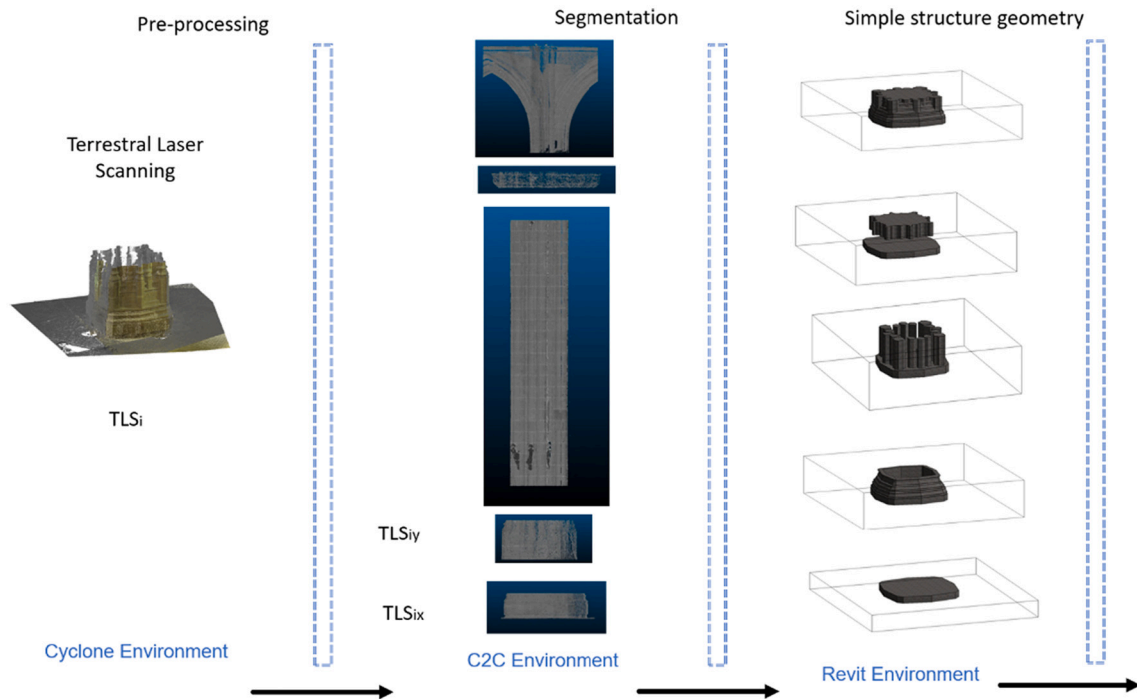 Pre-processing
Segmentation
Simple structure geometry
Terrestral Laser
Scanning
TLSi
TLSiy
TLSix
Cyclone Environment
C2C Environment
Revit Environment